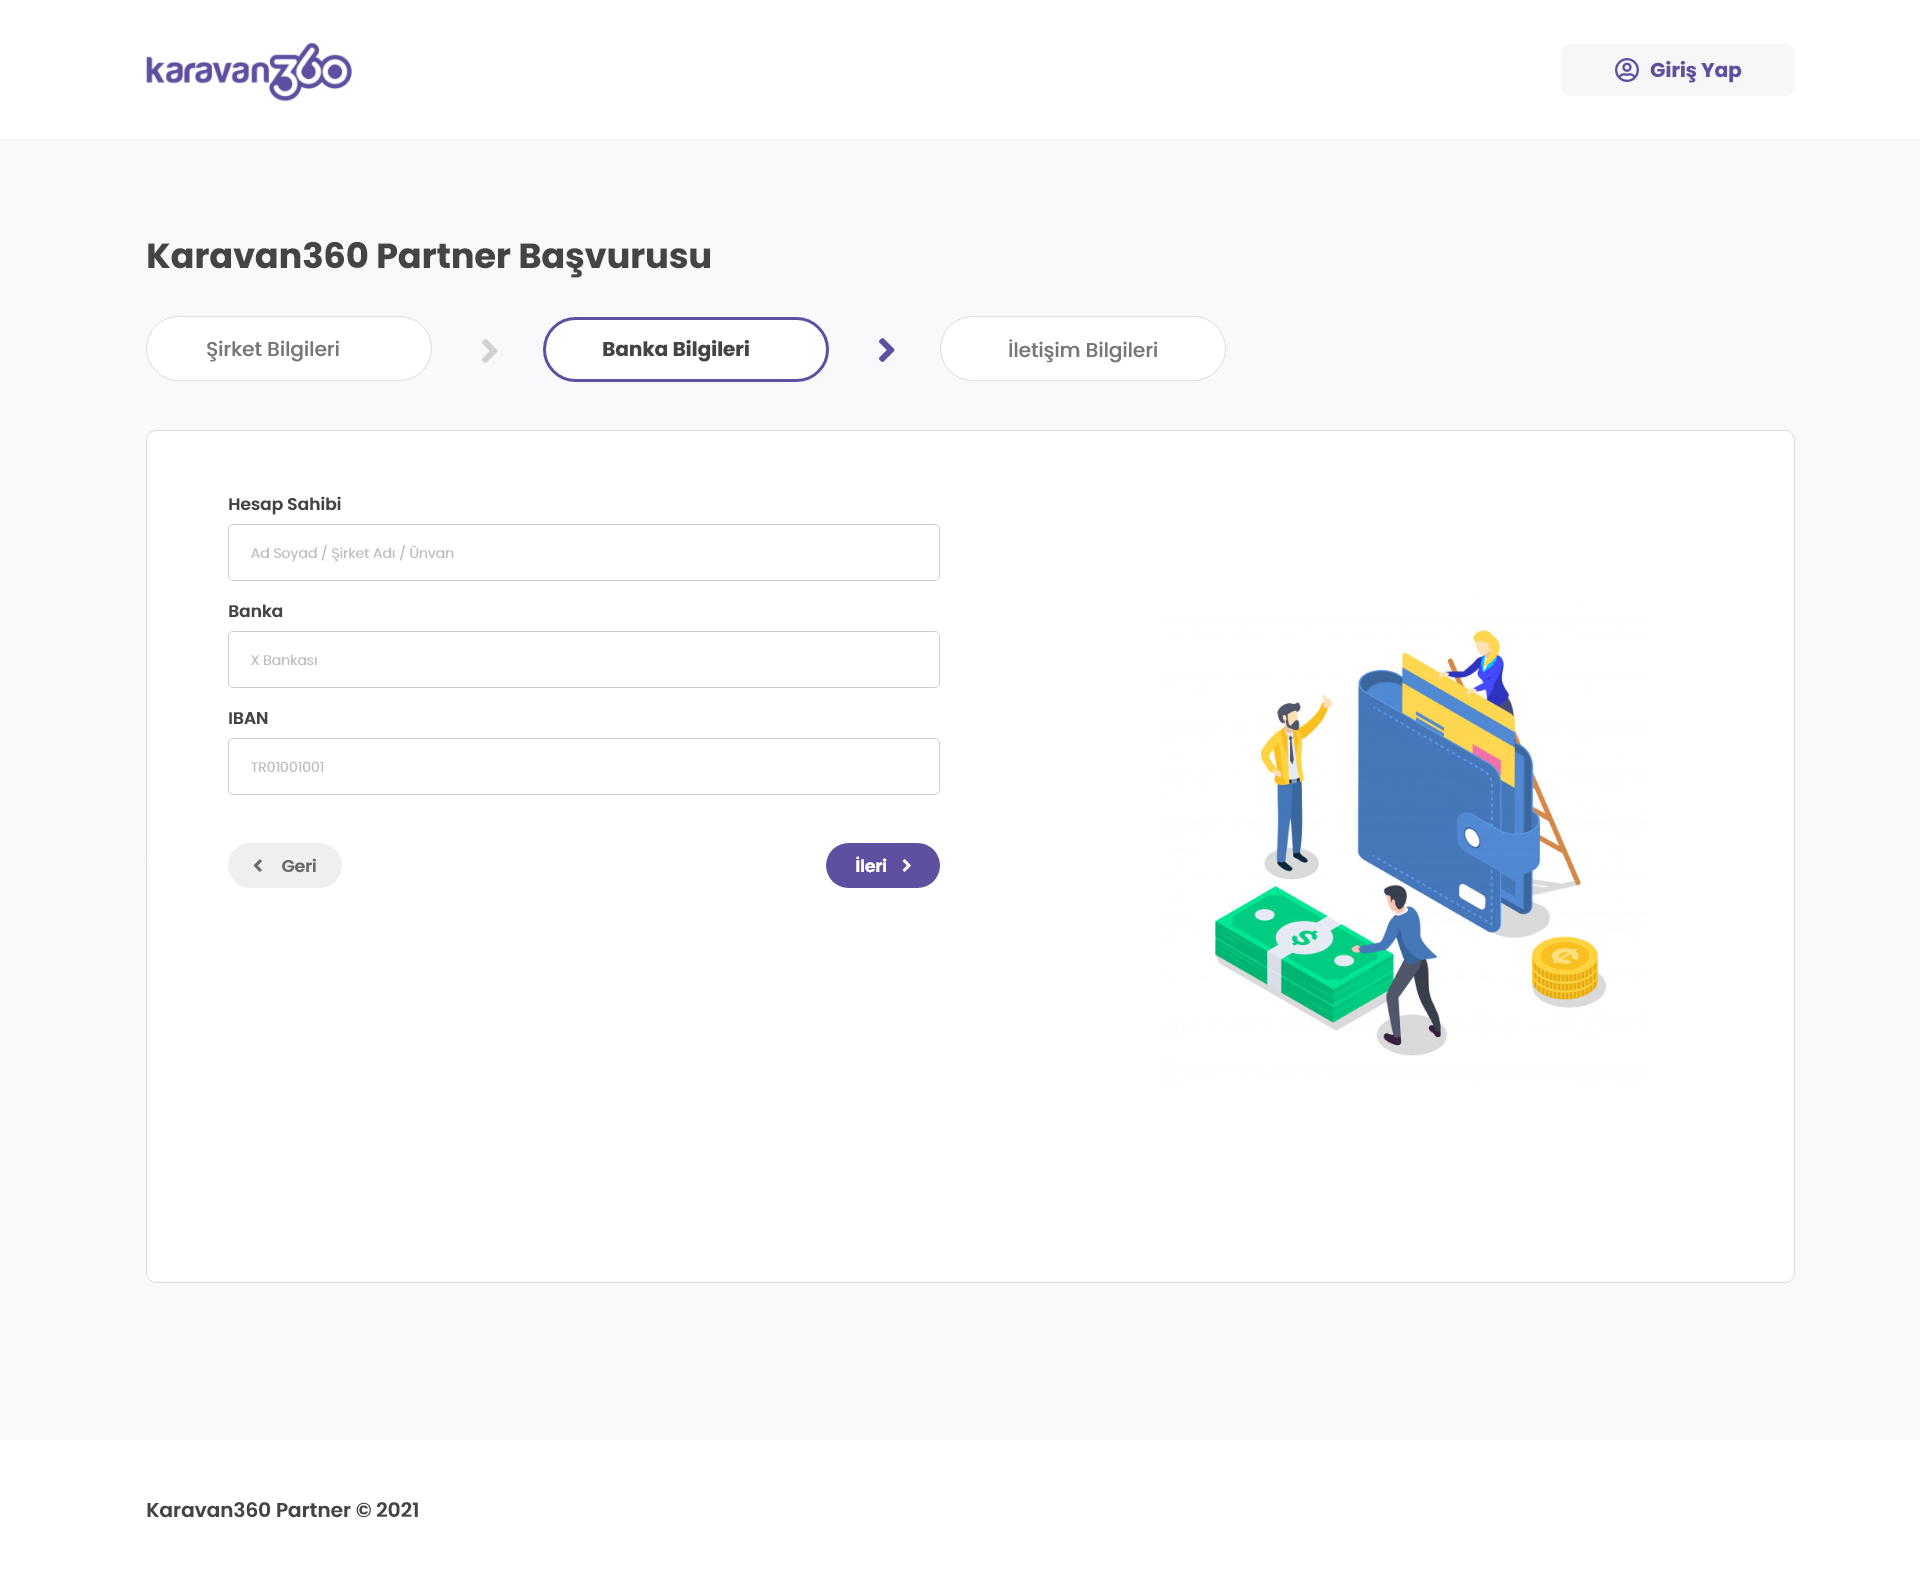 karavan360
Giriş Yap
Karavan360 Partner Başvurusu
Şirket Bilgileri
Banka Bilgileri
İletişim Bilgileri
Hesap Sahibi
Ad Soyad / Şirket Adı / Ünvan
Banka
X Bankası
IBAN
TR01001001
Geri
İleri
Karavan360 Partner © 2021